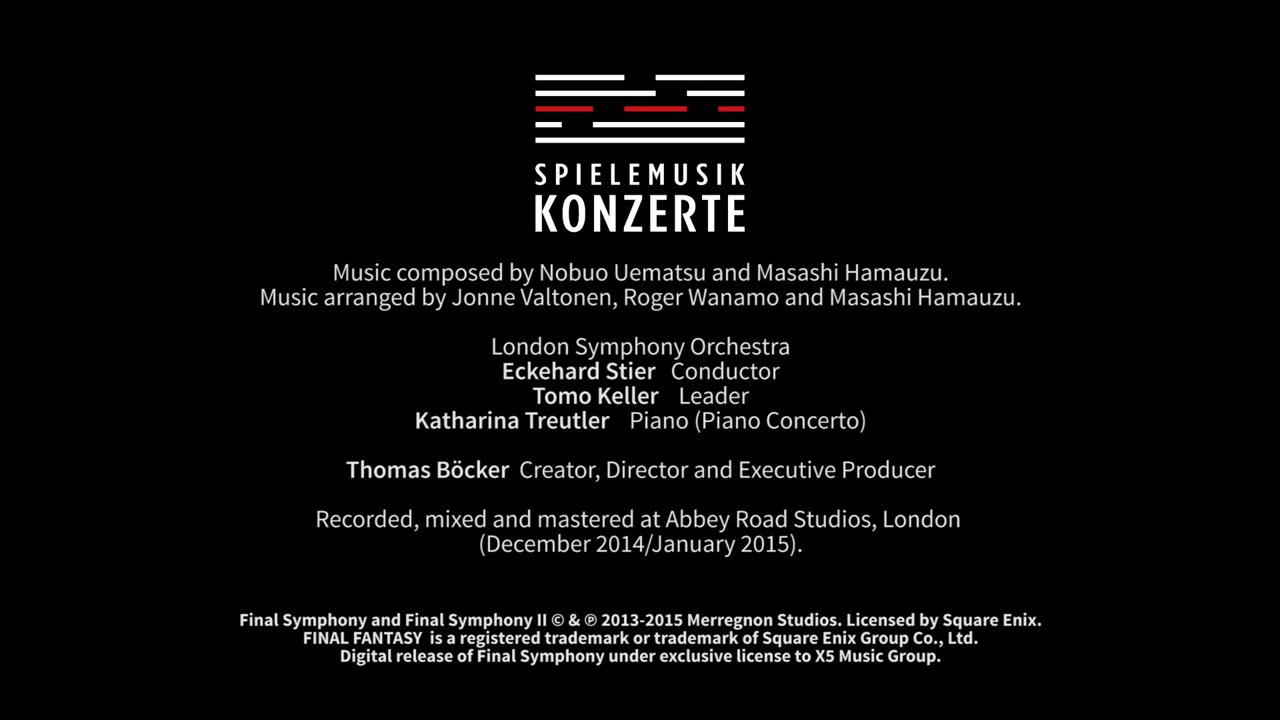 SPIELEMUSIK
KONZERTE
Music composed by Nobuo Uematsu and Masashi Hamauzu.
Music arranged by Jonne Valtonen, Roger Wanamo and Masashi Hamauzu.
London Symphony Orchestra
Eckehard Stier Conductor
Tomo Keller Leader
Katharina Treutler Piano (Piano Concerto)
Thomas Böcker Creator, Director and Executive Producer
Recorded, mixed and mastered at Abbey Road Studios, London
(December 2014/January 2015).
Final Symphony and Final Symphony II © & ℗ 2013-2015 Merregnon Studios. Licensed by Square Enix.
FINAL FANTASY is a registered trademark or trademark of Square Enix Group Co., Ltd.
Digital release of Final Symphony under exclusive license to X5 Music Group.